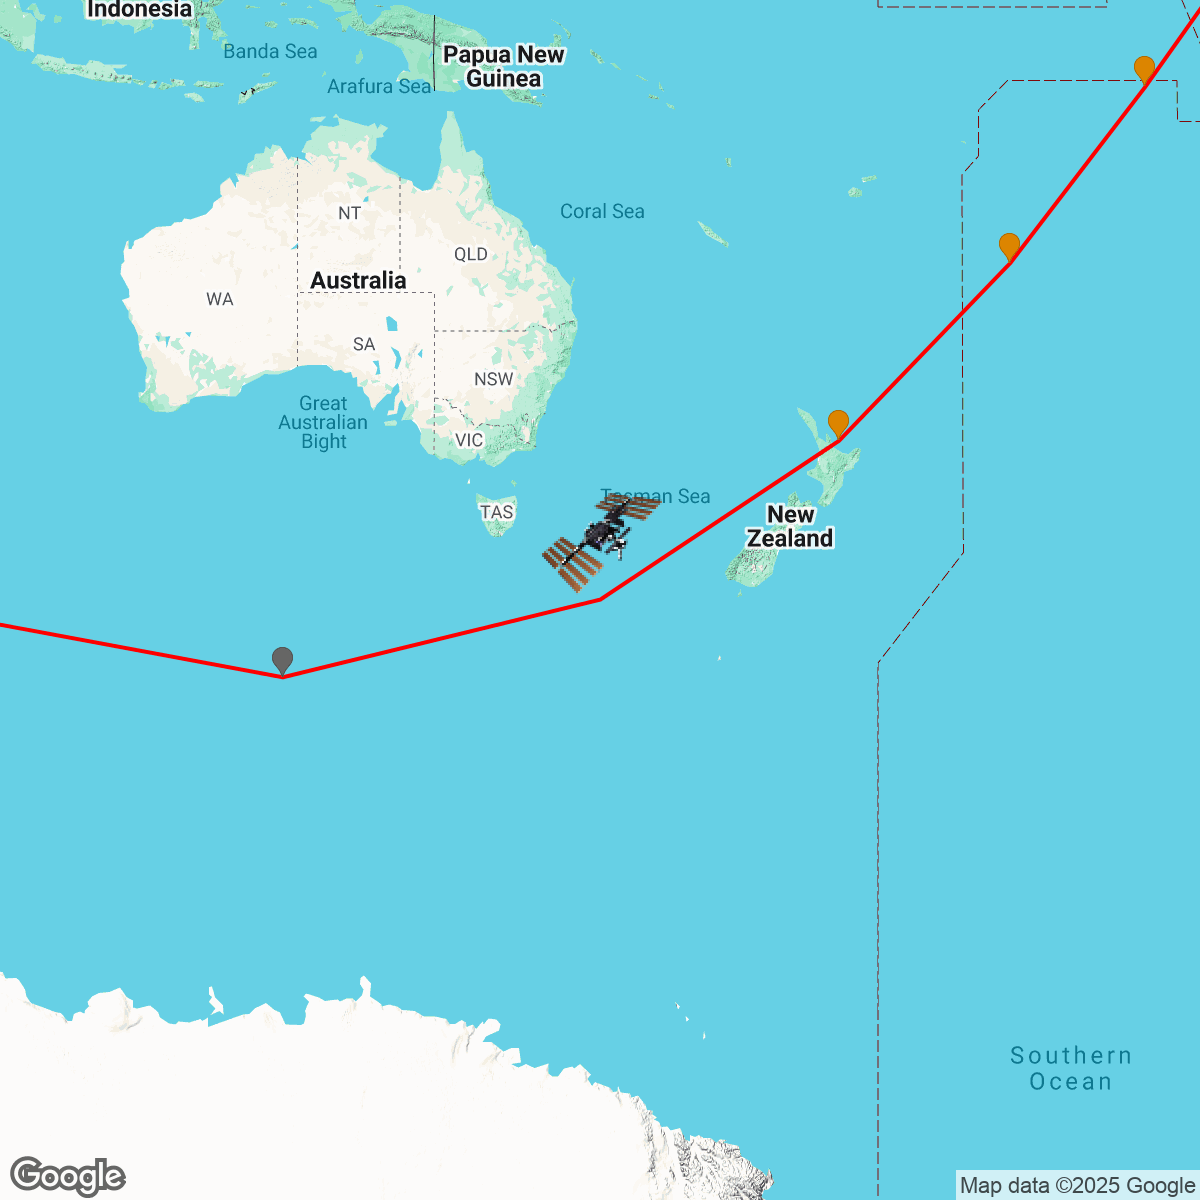 Indonesia
Banda Sea
Papua New
Guinea
Arafura Sea
NT
Coral Sea
QLD
Australia
WA
SA
NSW
Great
Australian
Bight
VIC
Tasman Sea
TAS
New
Zealand
Southern
Ocean
Google
Map data ©2025 Google